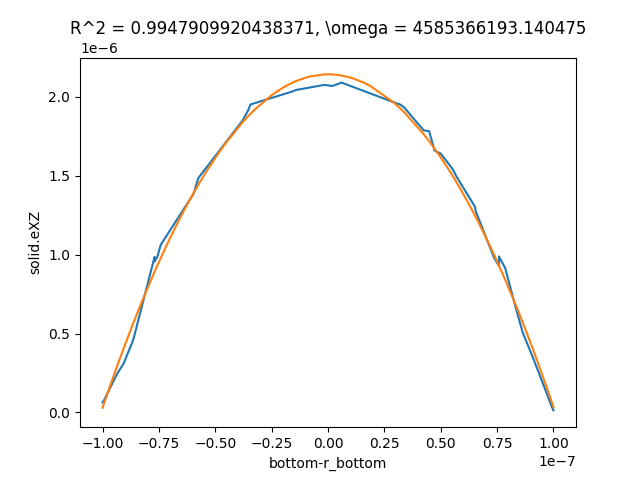 R^2 = 0.9947909920438371, \omega = 4585366193.140475
1e−6
2.0
1.5
1.0
0.5
0.0
solid.eXZ
−1.00 −0.75 −0.50 −0.25 0.00 0.25 0.50 0.75 1.00
bottom-r_bottom
1e−7